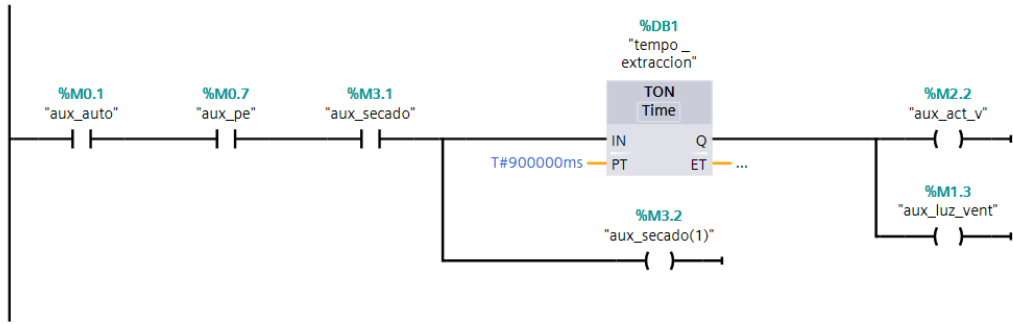 %DB1
"tempo_
extraccion"
%M0.1
"aux_auto"
%M0.7
"aux_pe"
%M3.1
"aux_secado"
TON
Time
%M2.2
"aux_act_v"
IN
Q
T#900000ms
PT
ET
...
%M1.3
"aux_luz_vent"
%M3.2
"aux_secado(1)"